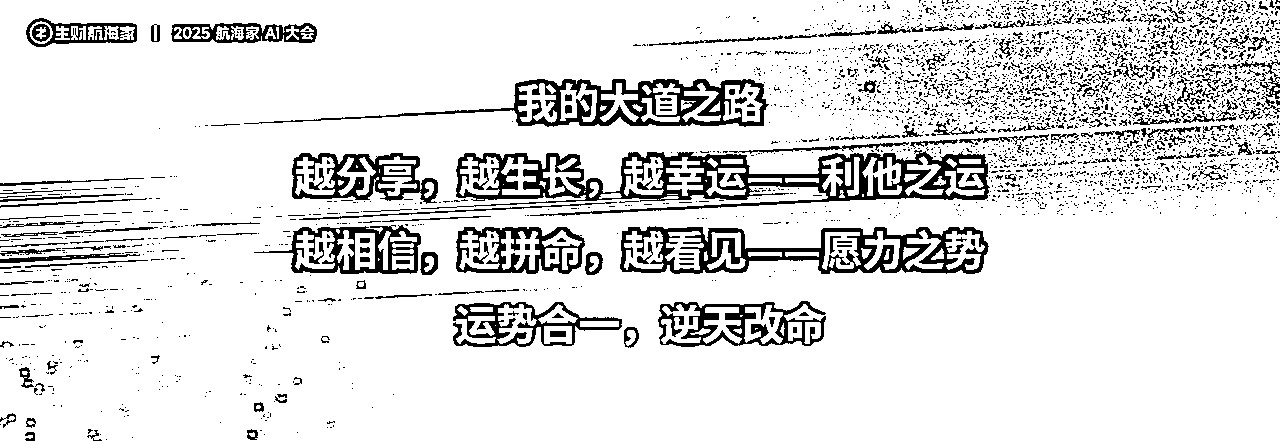 生财航海家 | 2025 航海家 AI 大会
我的大道之路
越分享，越生长，越幸运——利他之运
越相信，越拼命，越看见——愿力之势
运势合一，逆天改命